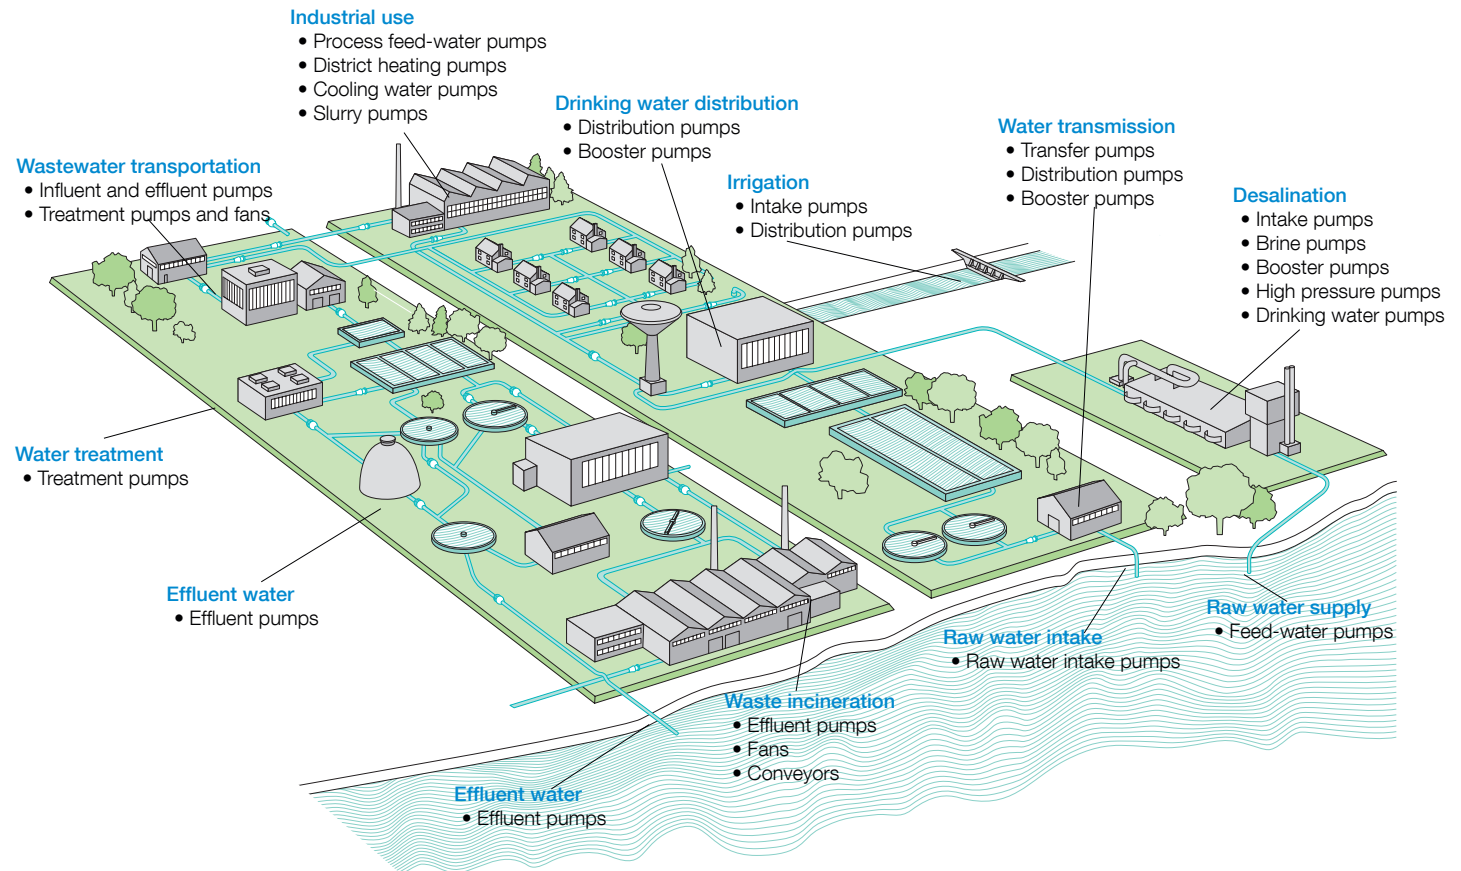 Industrial use
• Process feed-water pumps
• District heating pumps
• Cooling water pumps
• Slurry pumps
Drinking water distribution
• Distribution pumps
• Booster pumps
Water transmission
• Transfer pumps
• Distribution pumps
• Booster pumps
Wastewater transportation
• Influent and effluent pumps
• Treatment pumps and fans
Irrigation
• Intake pumps
• Distribution pumps
Desalination
• Intake pumps
• Brine pumps
• Booster pumps
• High pressure pumps
• Drinking water pumps
Water treatment
• Treatment pumps
Effluent water
• Effluent pumps
Raw water supply
• Feed-water pumps
Raw water intake
• Raw water intake pumps
Waste incineration
• Effluent pumps
• Fans
• Conveyors
Effluent water
• Effluent pumps